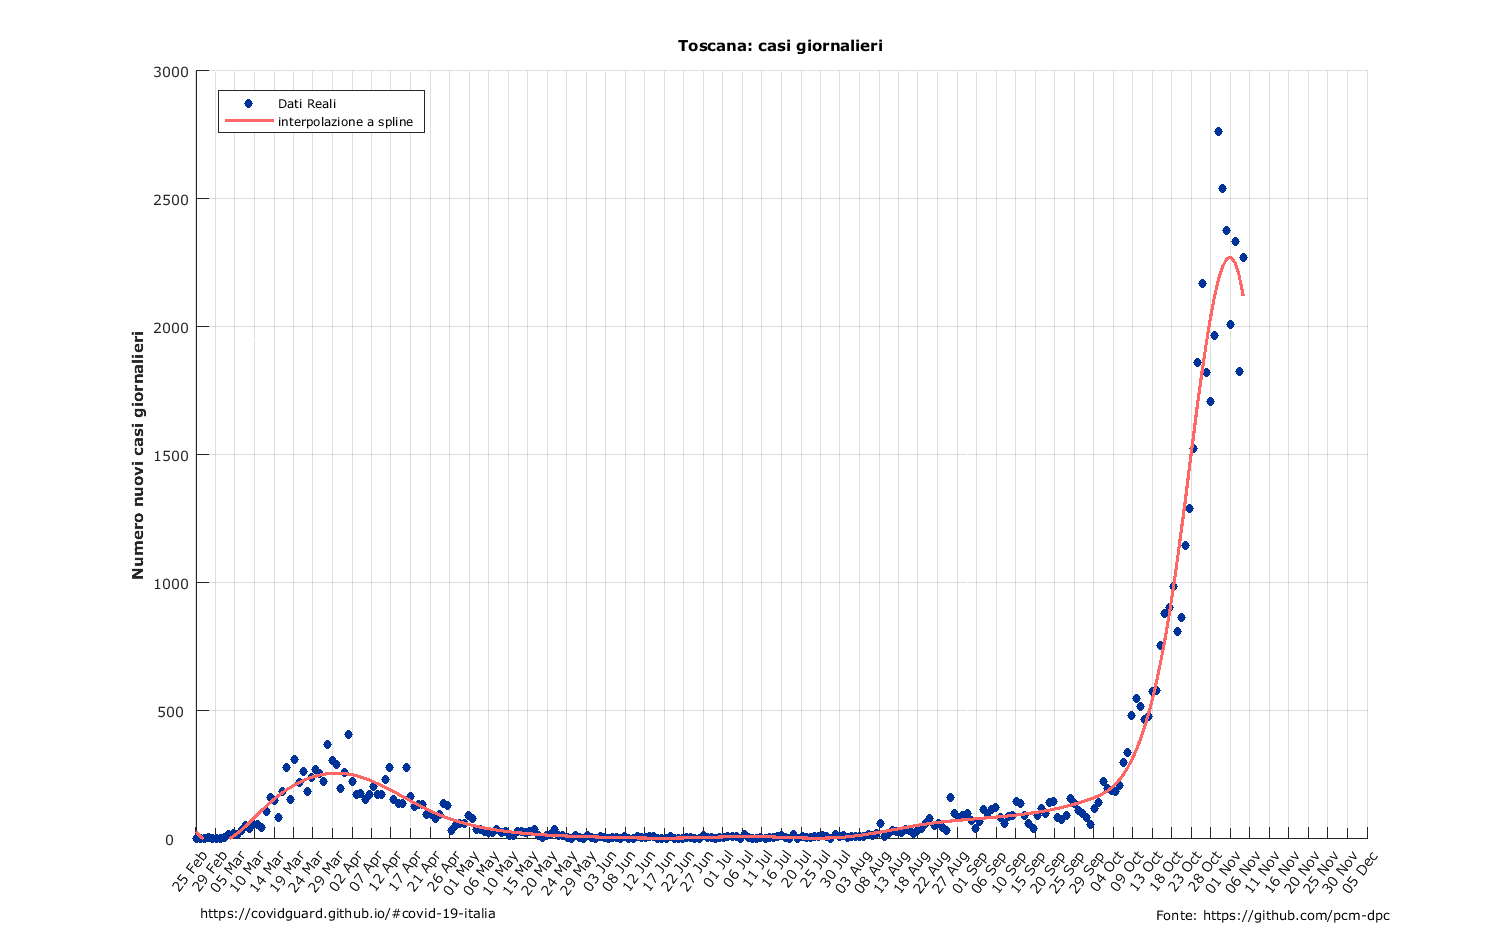 Toscana: casi giornalieri
Dati Reali
interpolazione a spline
Numero nuovi casi giornalieri
3000
2500
2000
1500
1000
500
0
25 Feb
29 Feb
05 Mar
10 Mar
14 Mar
19 Mar
24 Mar
29 Mar
02 Apr
07 Apr
12 Apr
17 Apr
21 Apr
26 Apr
01 May
06 May
10 May
15 May
20 May
24 May
29 May
03 Jun
08 Jun
12 Jun
17 Jun
22 Jun
27 Jun
01 Jul
06 Jul
11 Jul
16 Jul
20 Jul
25 Jul
30 Jul
03 Aug
08 Aug
13 Aug
18 Aug
22 Aug
27 Aug
01 Sep
06 Sep
10 Sep
15 Sep
20 Sep
25 Sep
29 Sep
04 Oct
09 Oct
13 Oct
18 Oct
23 Oct
28 Oct
01 Nov
06 Nov
11 Nov
16 Nov
20 Nov
25 Nov
30 Nov
05 Dec
https://covidguard.github.io/#covid-19-italia
Fonte: https://github.com/pcm-dpc